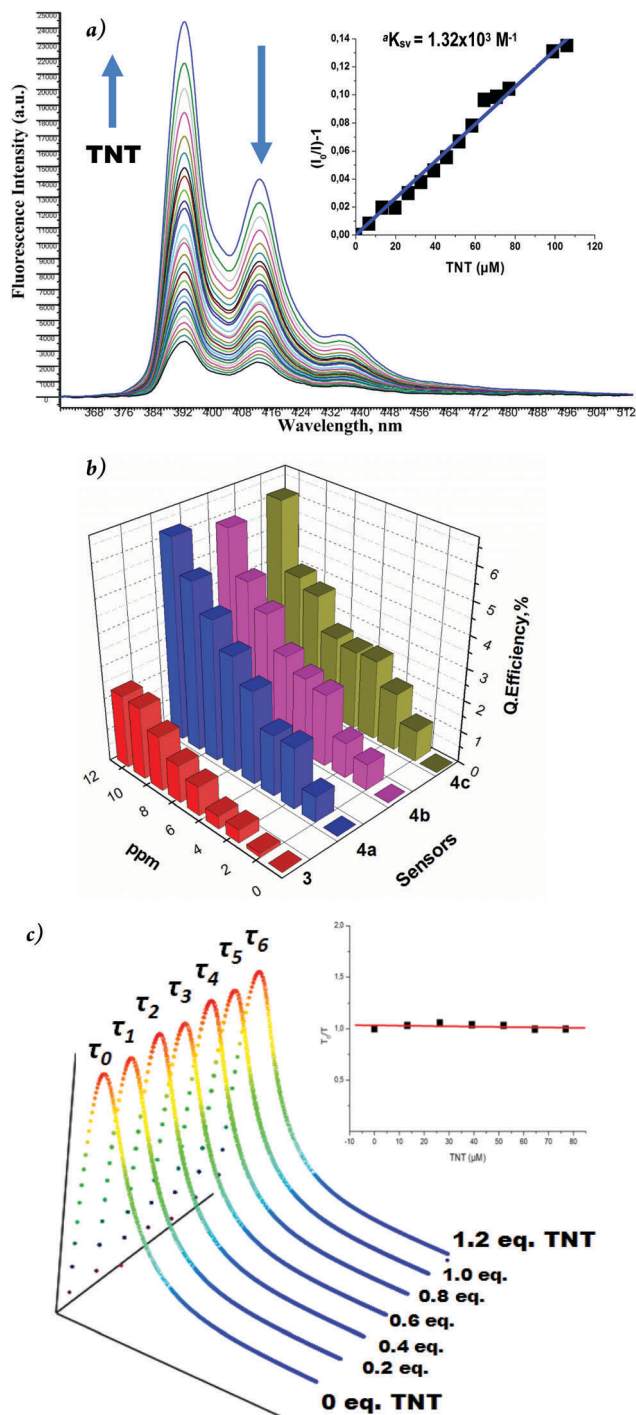 a)
25000
24000
23000
22000
21000
20000
19000
18000
17000
16000
15000
14000
13000
12000
11000
10000
9000
8000
7000
6000
5000
4000
3000
2000
1000
0
Fluorescence Intensity (a.u.)
TNT
368 376 384 392 400 408 416 424 432 440 448 456 464 472 480 488 496 504 512
Wavelength, nm
ᵃKsv = 1.32x10³ M⁻¹
0,14
0,12
0,10
0,08
0,06
0,04
0,02
0,00
(I₀/I)-1
0 20 40 60 80 100 120
TNT (µM)
b)
6
5
4
3
2
1
0
Q.Efficiency,%
12
10
8
6
4
2
0
ppm
3
4a
4b
4c
Sensors
c)
τ₀
τ₁
τ₂
τ₃
τ₄
τ₅
τ₆
2,0
1,5
1,0
0,5
τ₀/τ
-10 0 10 20 30 40 50 60 70 80
TNT (µM)
1.2 eq. TNT
1.0 eq.
0.8 eq.
0.6 eq.
0.4 eq.
0.2 eq.
0 eq. TNT